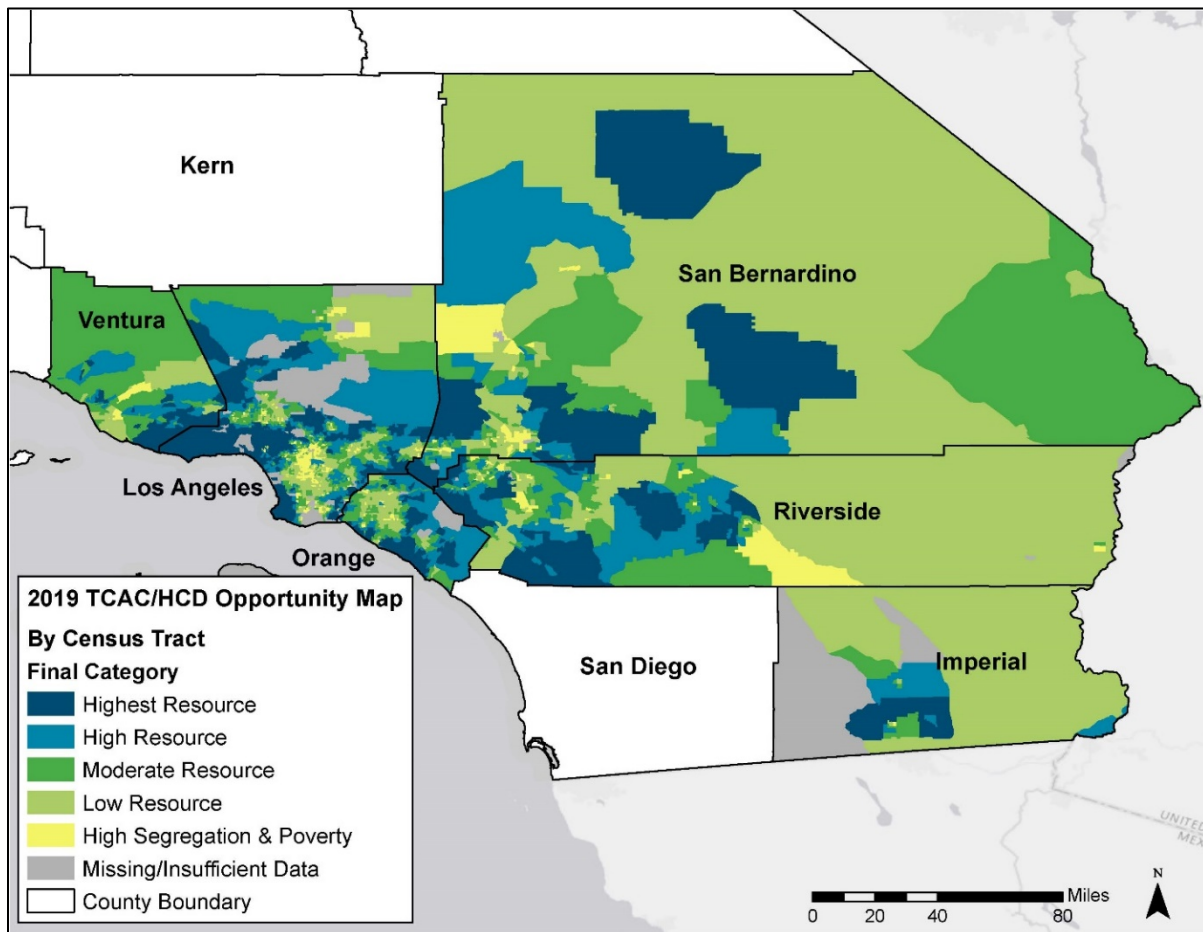 Kern
San Bernardino
Ventura
Los Angeles
Riverside
Orange
San Diego
Imperial
2019 TCAC/HCD Opportunity Map
By Census Tract
Final Category
Highest Resource
High Resource
Moderate Resource
Low Resource
High Segregation & Poverty
Missing/Insufficient Data
County Boundary
UNITED
MEX
N
Miles
0 20 40 80